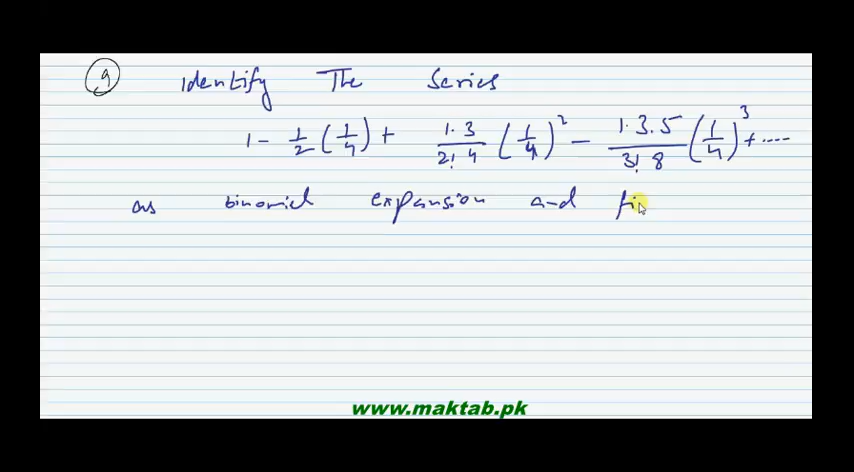 9 Identify The Series
1 - 1/2 (1/4) + 1·3/2!·4 (1/4)^2 - 1·3·5/3!·8 (1/4)^3 + ....
as binomial expansion and fi
www.maktab.pk